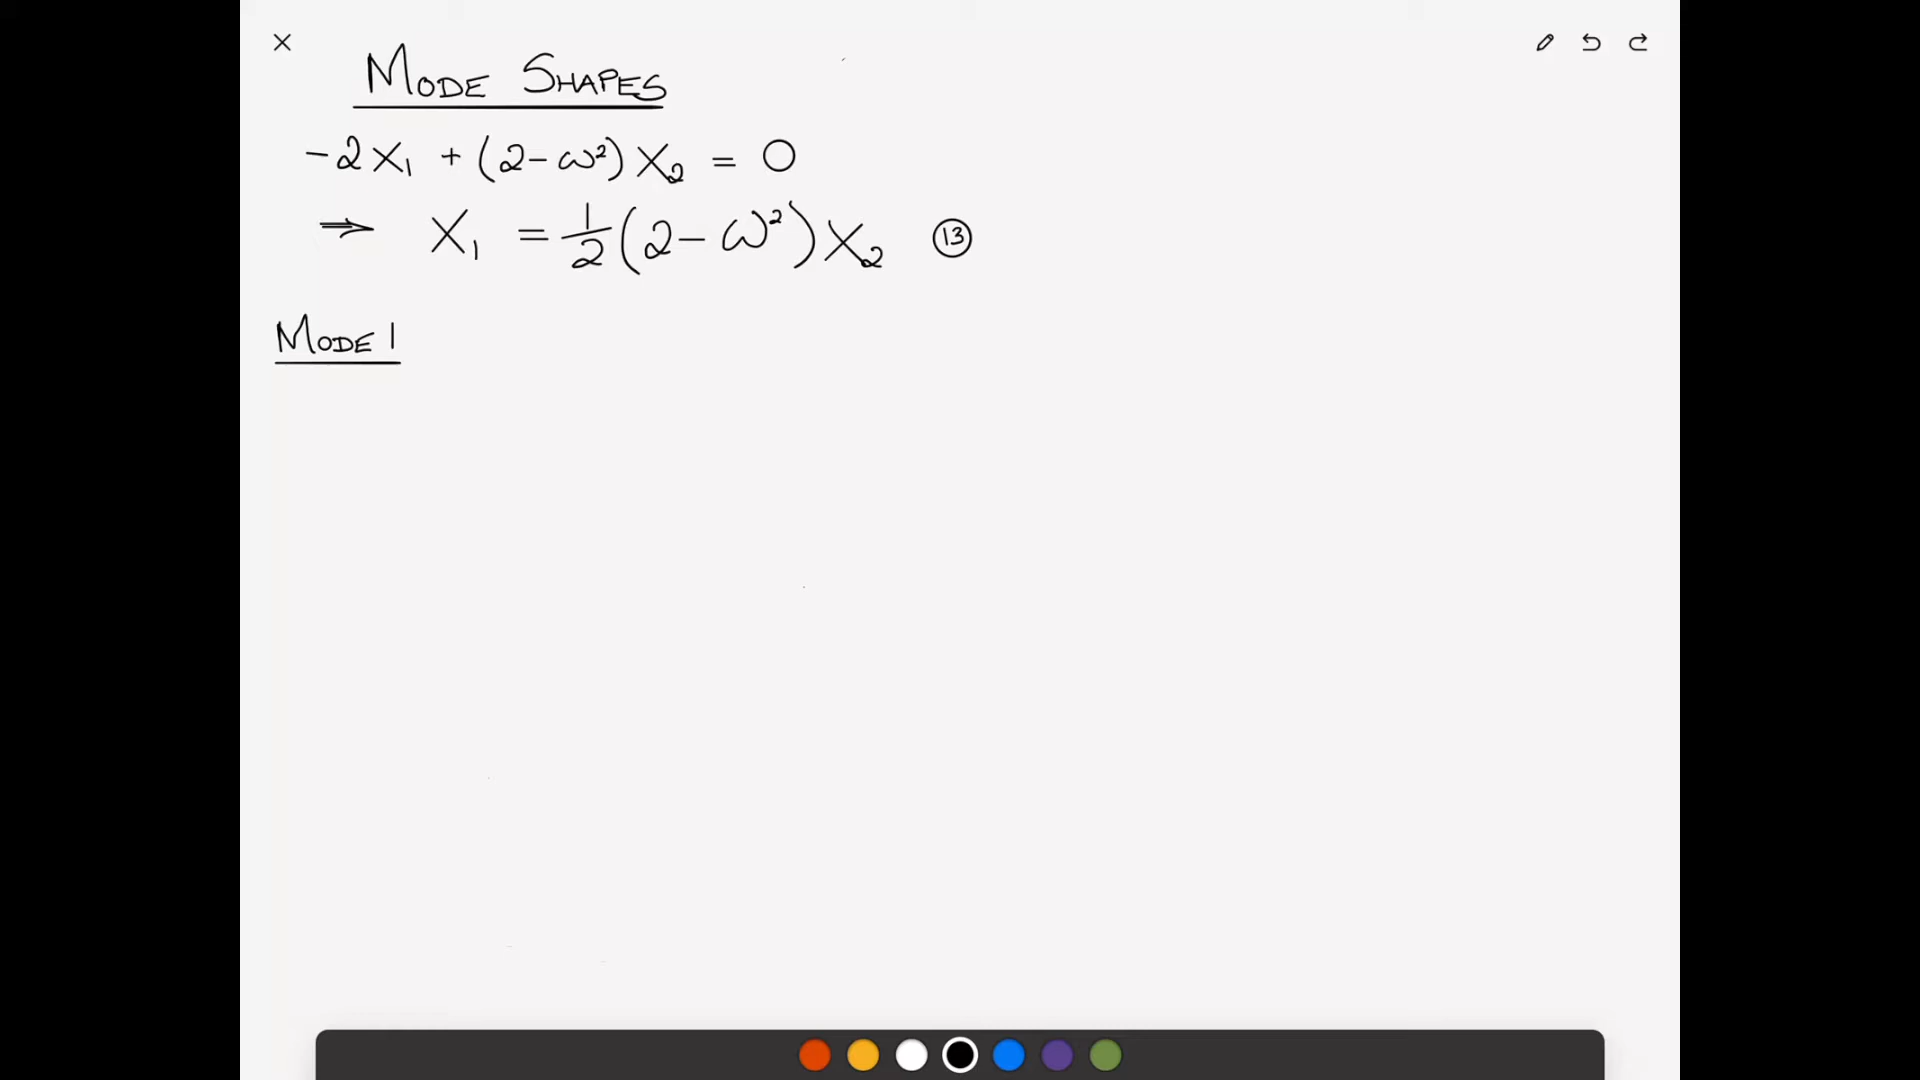 MODE SHAPES
-2X₁ + (2-ω²)X₂ = 0
⇒ X₁ = ½(2-ω²)X₂ ⑬
MODE 1